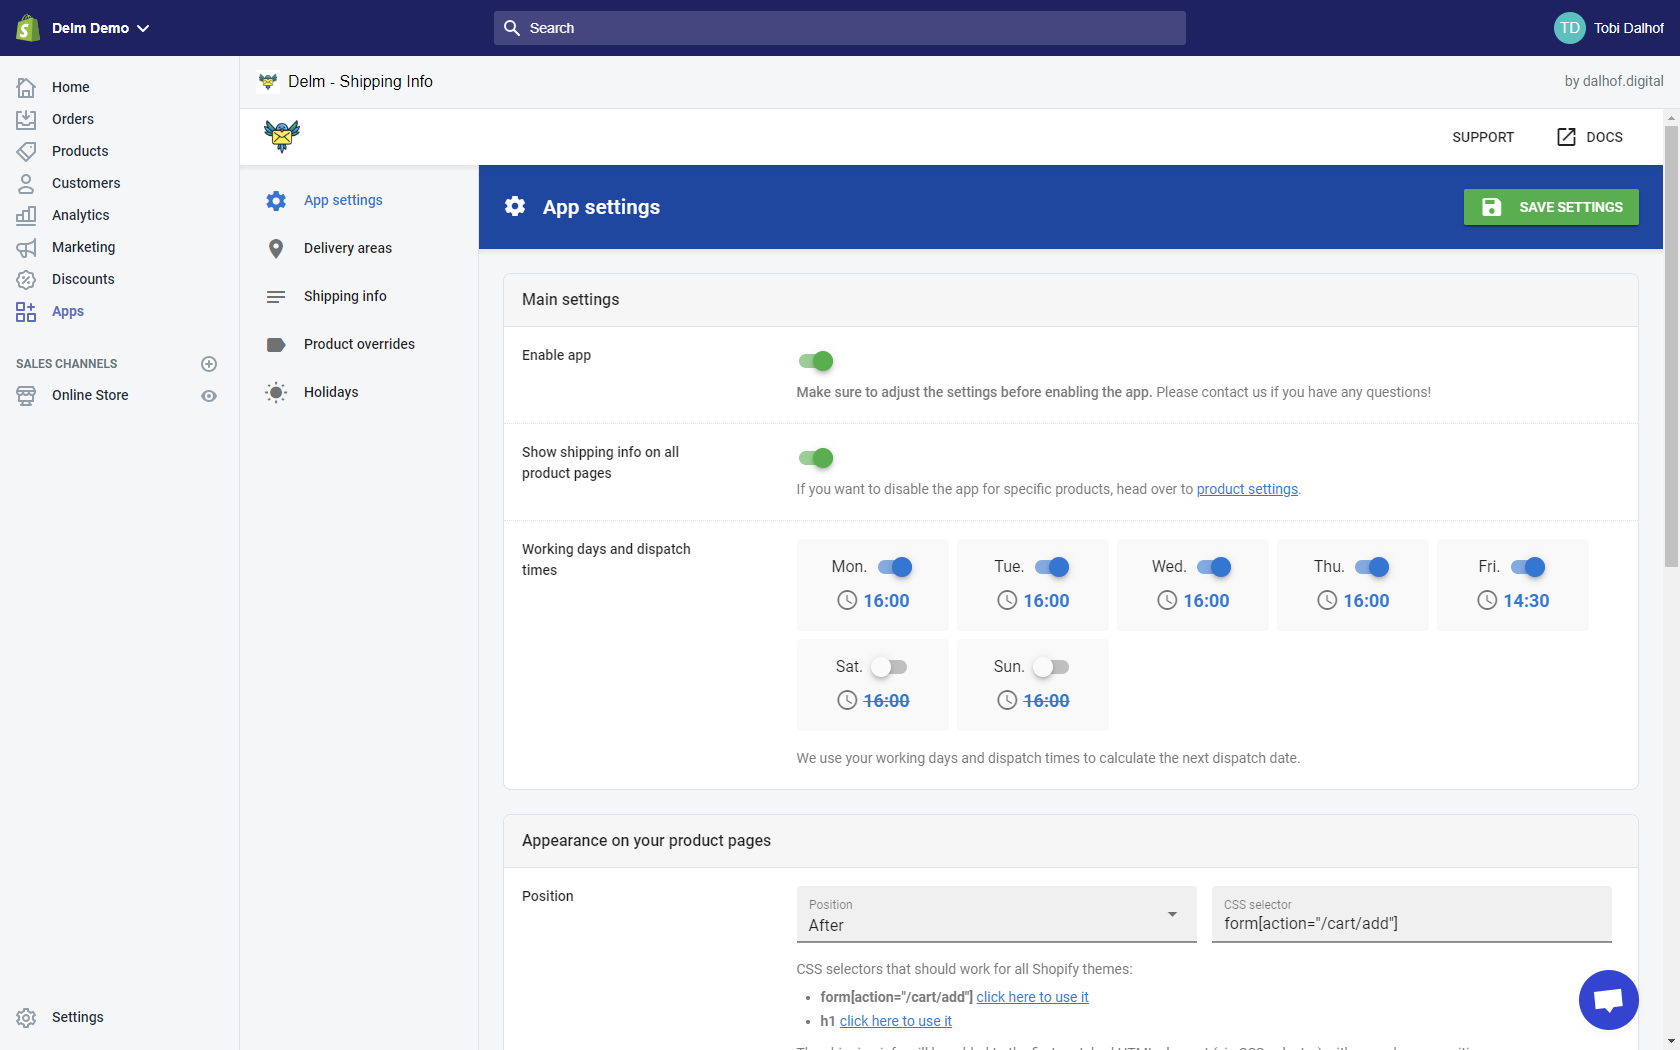 Delm Demo
Search
TD
Tobi Dalhof
Home
Orders
Products
Customers
Analytics
Marketing
Discounts
Apps
SALES CHANNELS
Online Store
Settings
Delm - Shipping Info
by dalhof.digital
SUPPORT
DOCS
App settings
Delivery areas
Shipping info
Product overrides
Holidays
App settings
SAVE SETTINGS
Main settings
Enable app
Make sure to adjust the settings before enabling the app. Please contact us if you have any questions!
Show shipping info on all
product pages
If you want to disable the app for specific products, head over to product settings.
Working days and dispatch
times
Mon.
16:00
Tue.
16:00
Wed.
16:00
Thu.
16:00
Fri.
14:30
Sat.
16:00
Sun.
16:00
We use your working days and dispatch times to calculate the next dispatch date.
Appearance on your product pages
Position
Position
After
CSS selector
form[action="/cart/add"]
CSS selectors that should work for all Shopify themes:
• form[action="/cart/add"] click here to use it
• h1 click here to use it